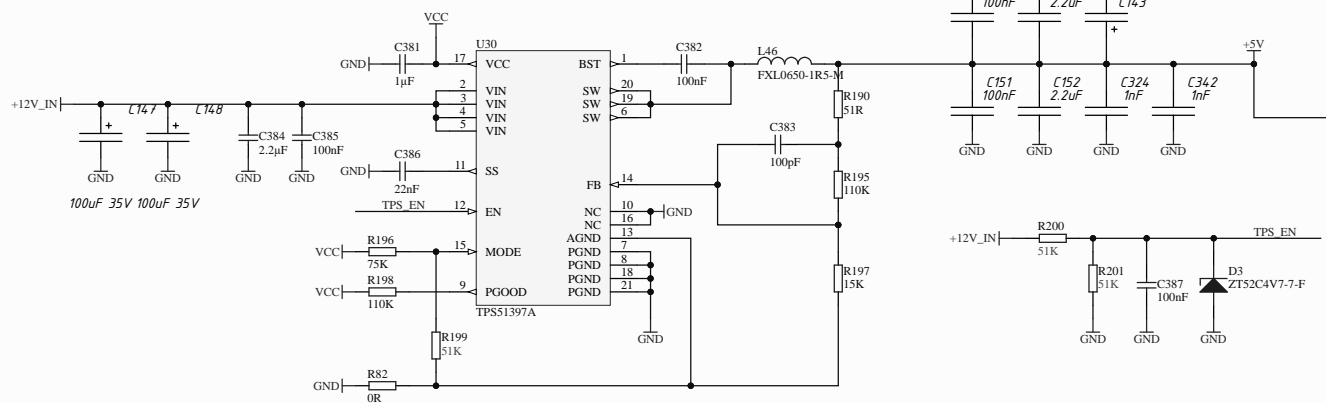 100nF
2.2uF
C143
VCC
U30
C381
1µF
GND
17
VCC
BST
1
C382
100nF
L46
FXL0650-1R5-M
+5V
+12V_IN
C147
C148
2
3
4
5
VIN
VIN
VIN
VIN
SW
SW
SW
20
19
6
C384
2.2µF
C385
100nF
R190
51R
C151
100nF
C152
2.2uF
C324
1nF
C342
1nF
GND
GND
GND
GND
GND
GND
GND
GND
100uF 35V
100uF 35V
C383
100pF
GND
C386
22nF
11
SS
FB
14
R195
110K
TPS_EN
12
EN
NC
NC
10
16
GND
AGND
13
VCC
R196
75K
15
MODE
PGND
PGND
PGND
PGND
7
8
18
21
VCC
R198
110K
9
PGOOD
TPS51397A
GND
R197
15K
R199
51K
GND
R82
0R
+12V_IN
R200
51K
TPS_EN
R201
51K
C387
100nF
D3
ZT52C4V7-7-F
GND
GND
GND